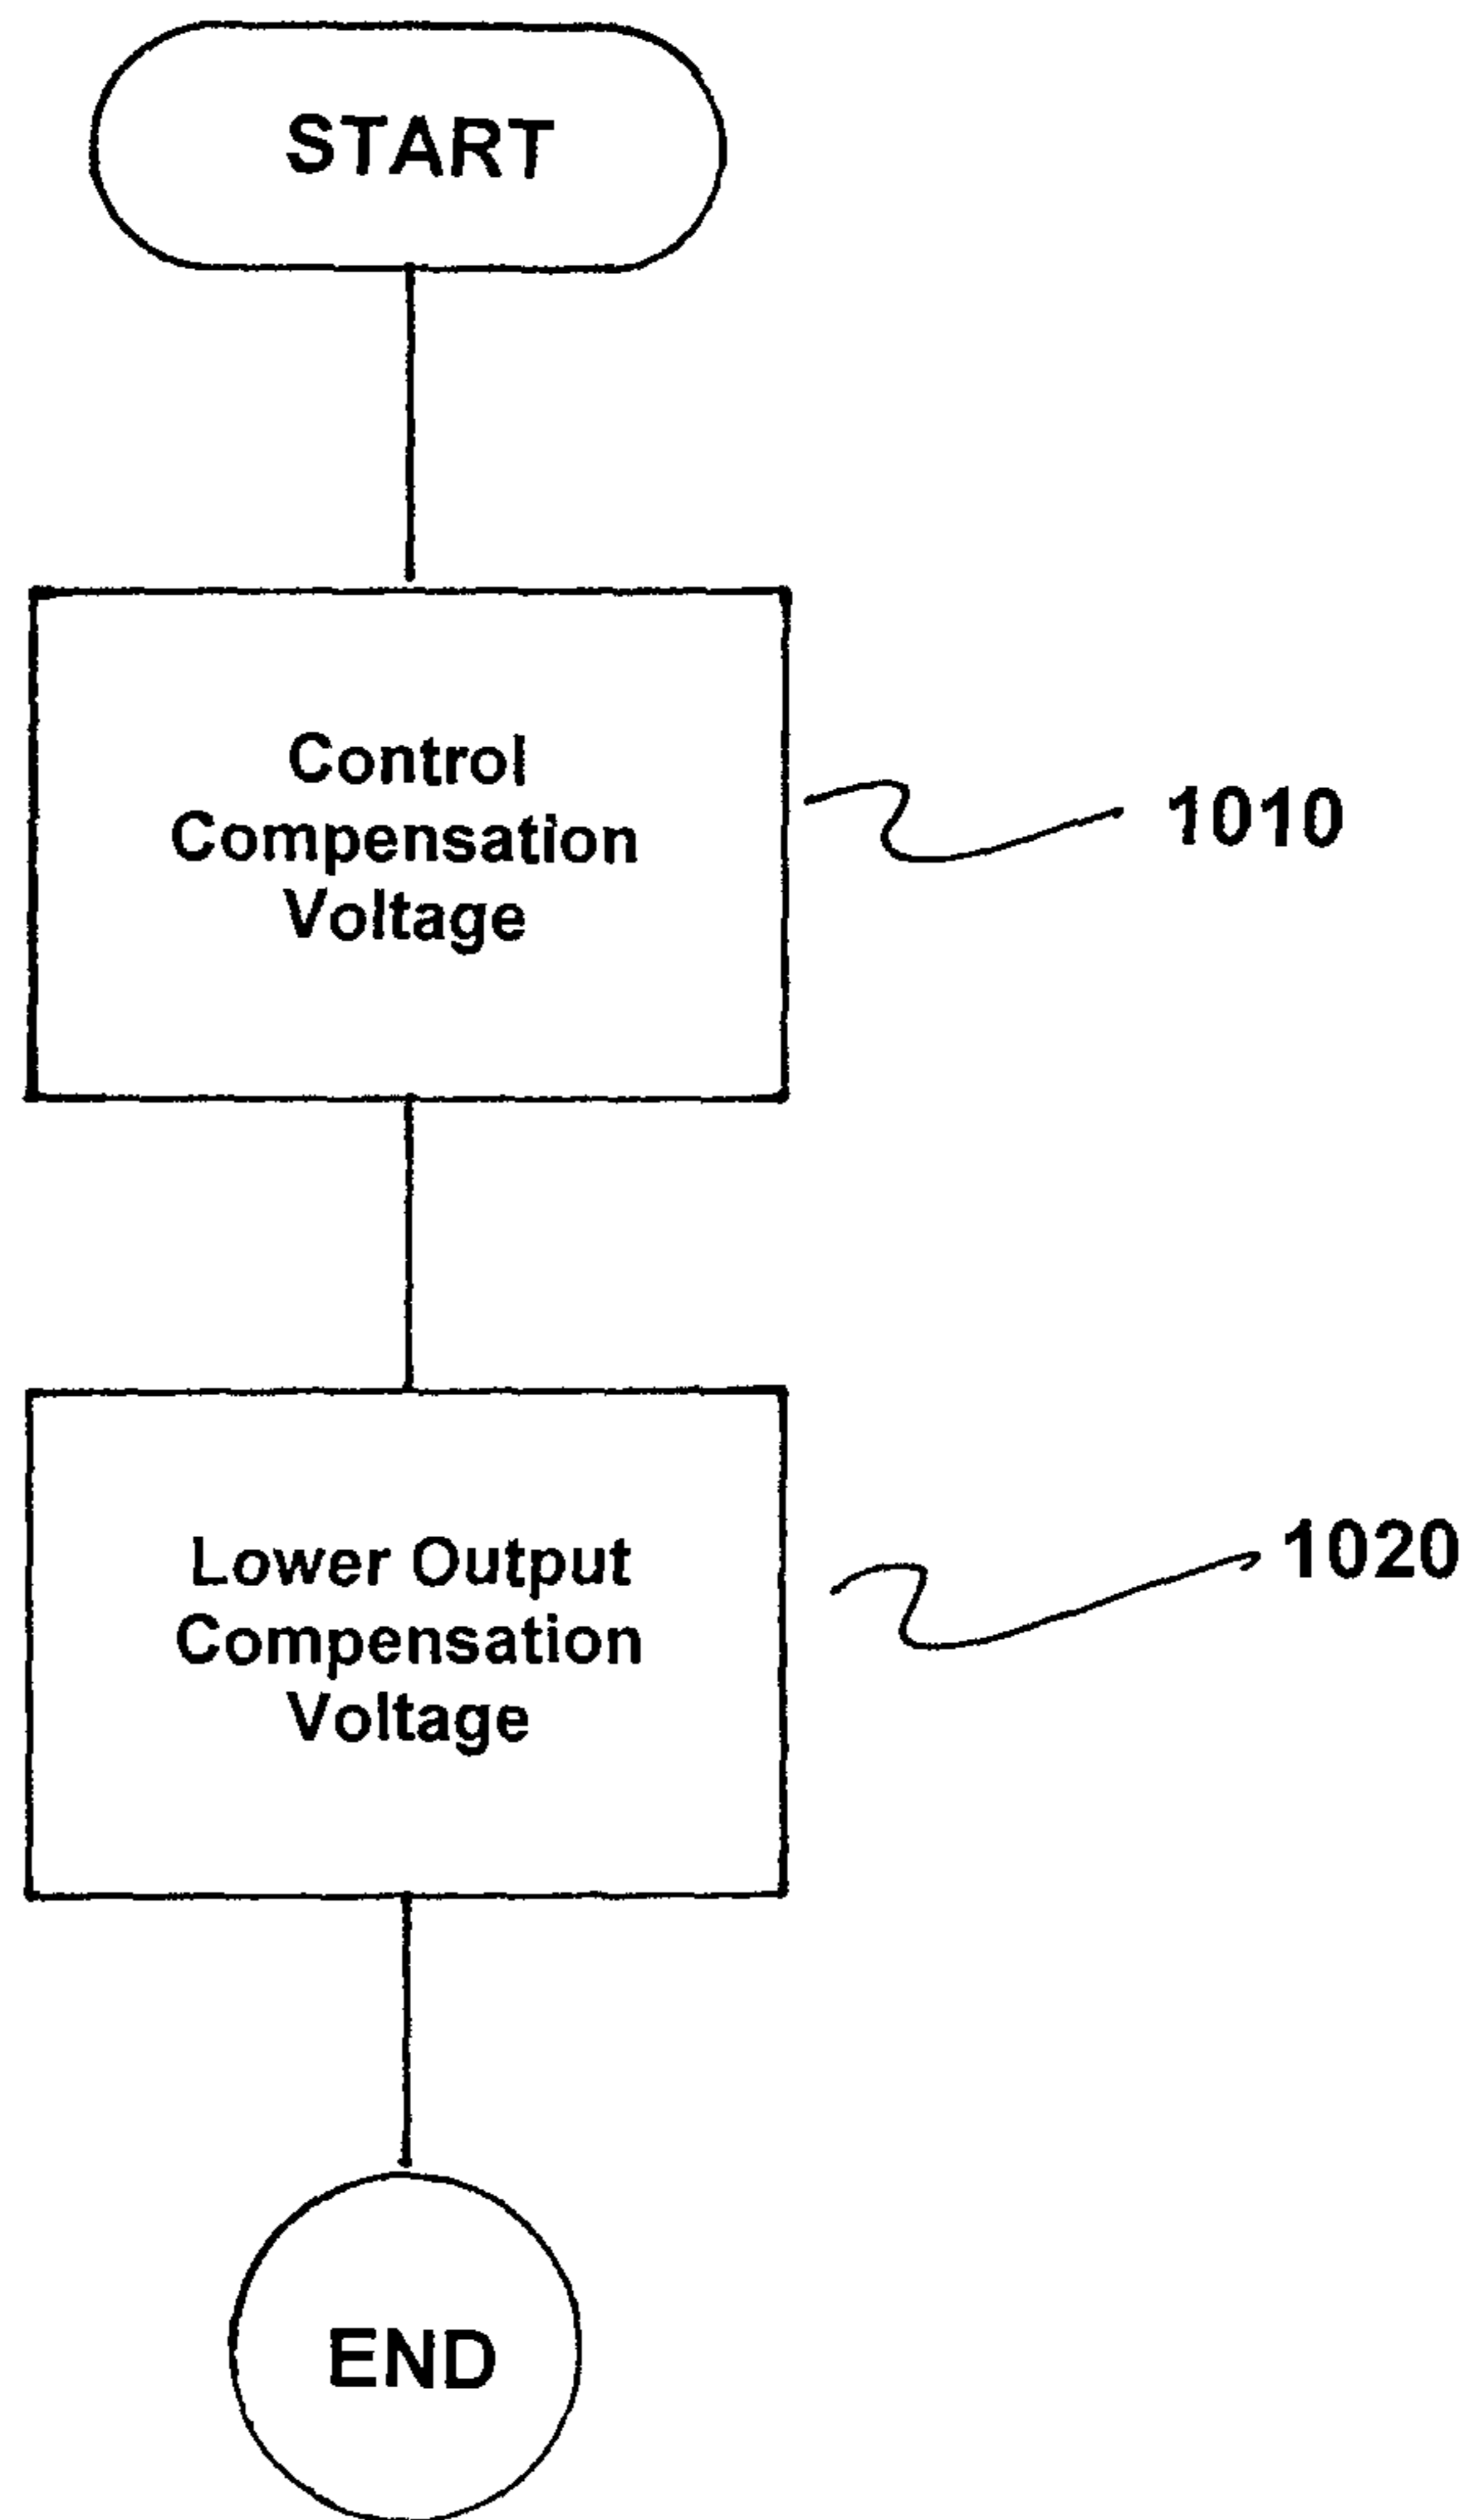 START
Control
Compensation
Voltage
1010
Lower Output
Compensation
Voltage
1020
END